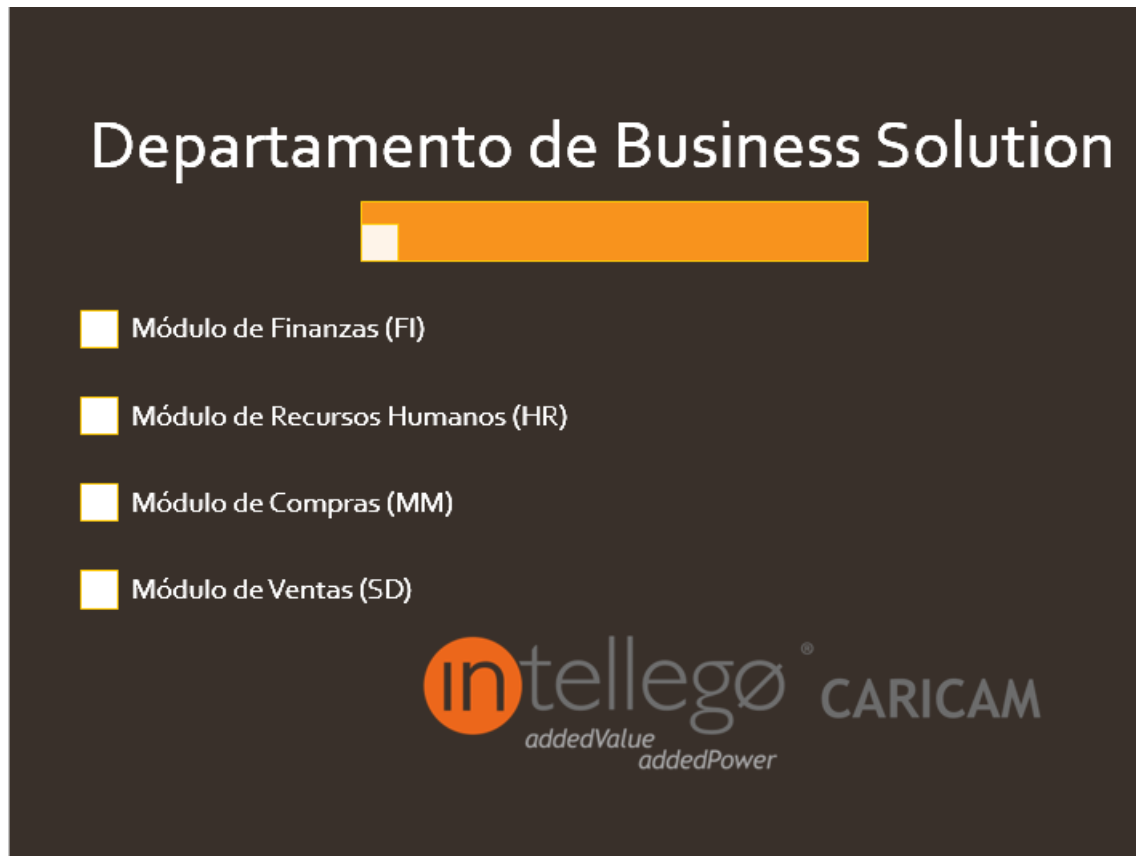 Departamento de Business Solution
Módulo de Finanzas (FI)
Módulo de Recursos Humanos (HR)
Módulo de Compras (MM)
Módulo de Ventas (SD)
intellegø ® CARICAM
addedValue
addedPower